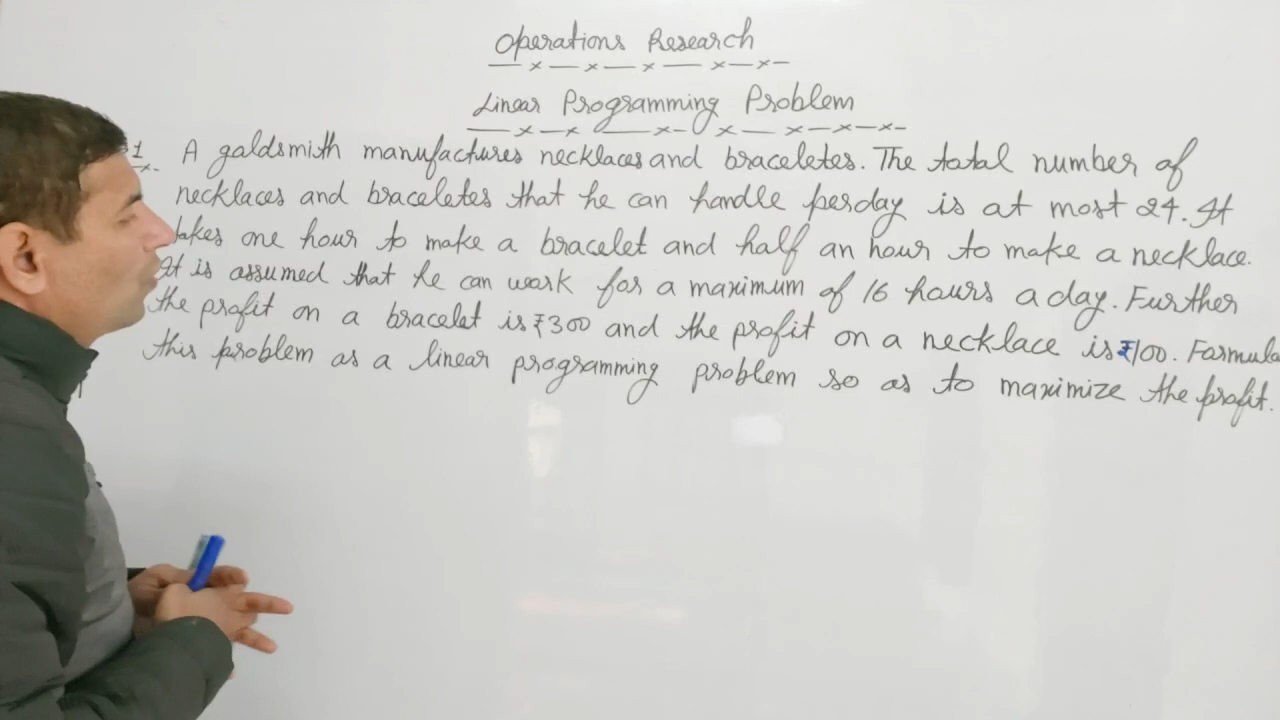 Operations Research
Linear Programming Problem
1. A goldsmith manufactures necklaces and braceletes. The total number of
necklaces and braceletes that he can handle perday is at most 24. It
takes one hour to make a bracelet and half an hour to make a necklace.
It is assumed that he can work for a maximum of 16 hours a day. Further
the profit on a bracelet is ₹300 and the profit on a necklace is ₹100. Formula
this problem as a linear programming problem so as to maximize the profit.